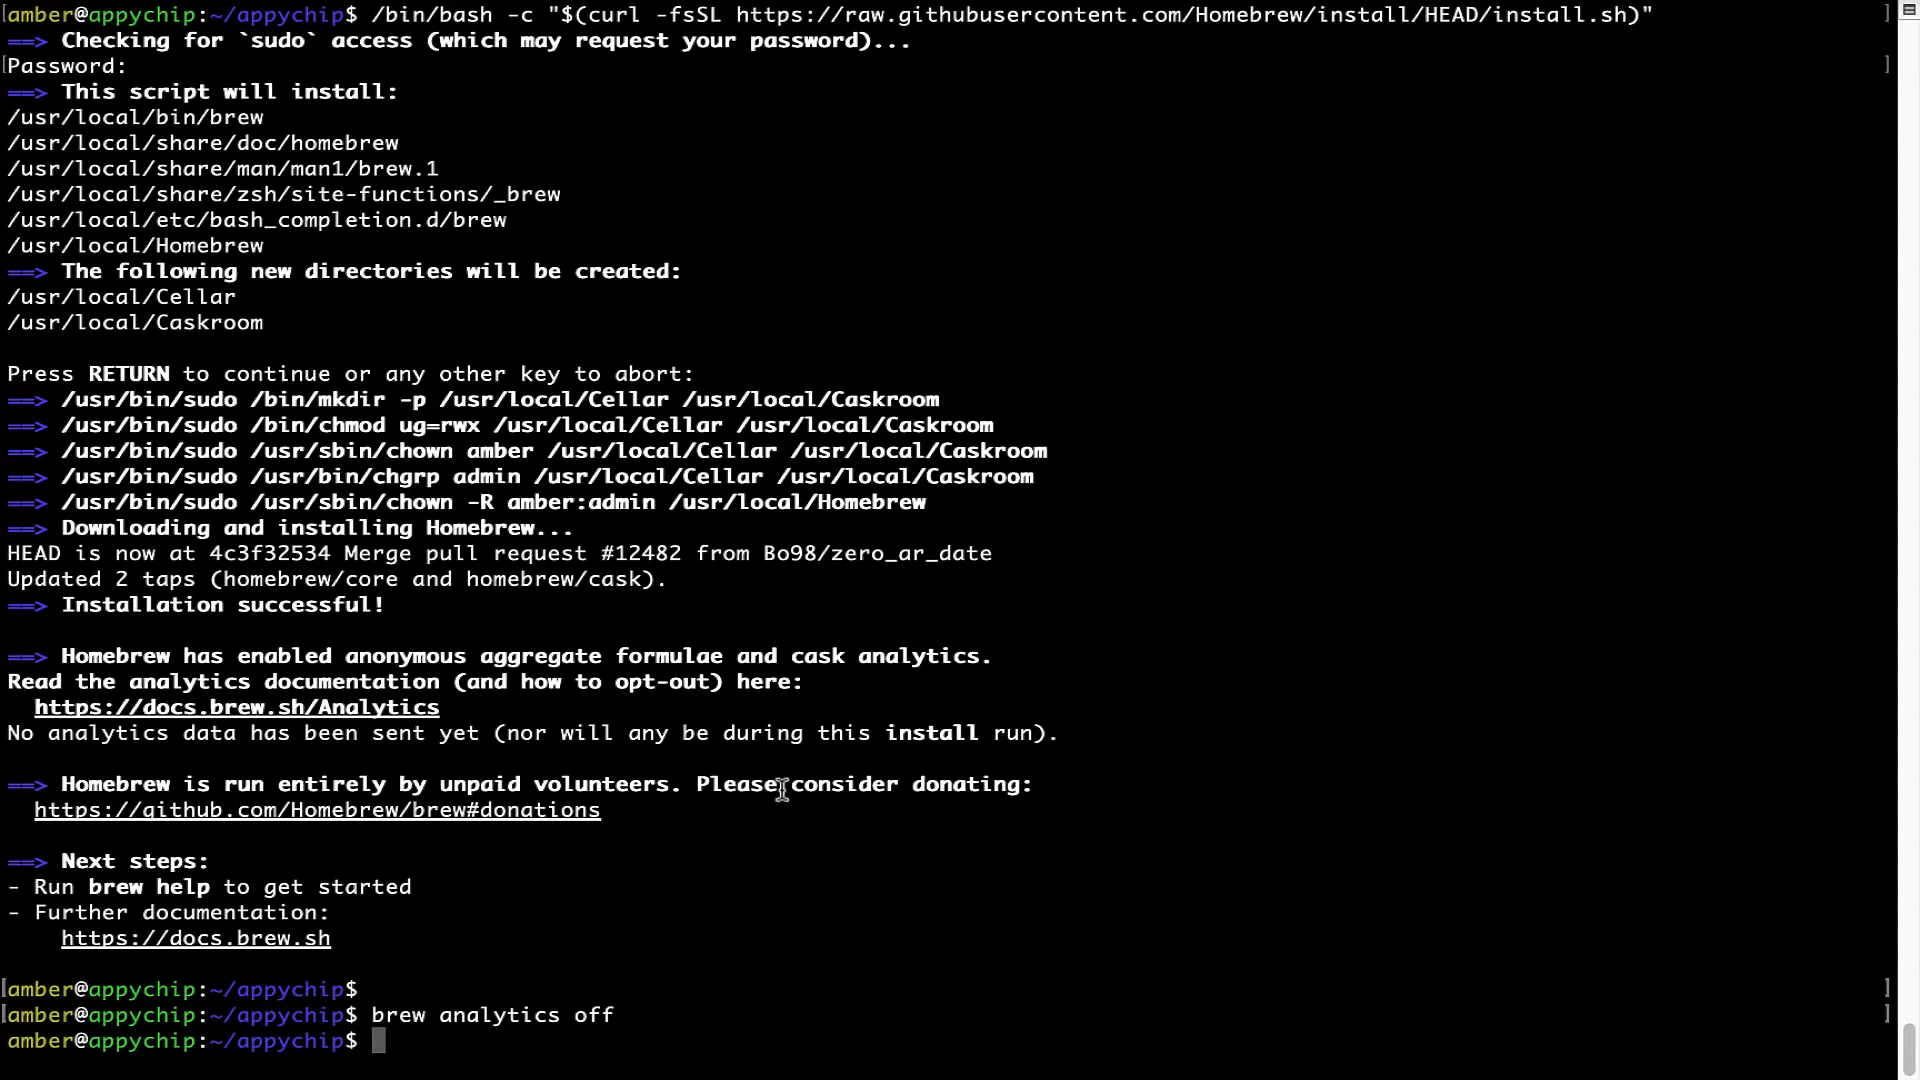 amber@appychip:~/appychip$ /bin/bash -c "$(curl -fsSL https://raw.githubusercontent.com/Homebrew/install/HEAD/install.sh)"
==> Checking for `sudo` access (which may request your password)...
Password:
==> This script will install:
/usr/local/bin/brew
/usr/local/share/doc/homebrew
/usr/local/share/man/man1/brew.1
/usr/local/share/zsh/site-functions/_brew
/usr/local/etc/bash_completion.d/brew
/usr/local/Homebrew
==> The following new directories will be created:
/usr/local/Cellar
/usr/local/Caskroom
Press RETURN to continue or any other key to abort:
==> /usr/bin/sudo /bin/mkdir -p /usr/local/Cellar /usr/local/Caskroom
==> /usr/bin/sudo /bin/chmod ug=rwx /usr/local/Cellar /usr/local/Caskroom
==> /usr/bin/sudo /usr/sbin/chown amber /usr/local/Cellar /usr/local/Caskroom
==> /usr/bin/sudo /usr/bin/chgrp admin /usr/local/Cellar /usr/local/Caskroom
==> /usr/bin/sudo /usr/sbin/chown -R amber:admin /usr/local/Homebrew
==> Downloading and installing Homebrew...
HEAD is now at 4c3f32534 Merge pull request #12482 from Bo98/zero_ar_date
Updated 2 taps (homebrew/core and homebrew/cask).
==> Installation successful!
==> Homebrew has enabled anonymous aggregate formulae and cask analytics.
Read the analytics documentation (and how to opt-out) here:
https://docs.brew.sh/Analytics
No analytics data has been sent yet (nor will any be during this install run).
==> Homebrew is run entirely by unpaid volunteers. Please consider donating:
https://github.com/Homebrew/brew#donations
==> Next steps:
- Run brew help to get started
- Further documentation:
https://docs.brew.sh
amber@appychip:~/appychip$
amber@appychip:~/appychip$ brew analytics off
amber@appychip:~/appychip$